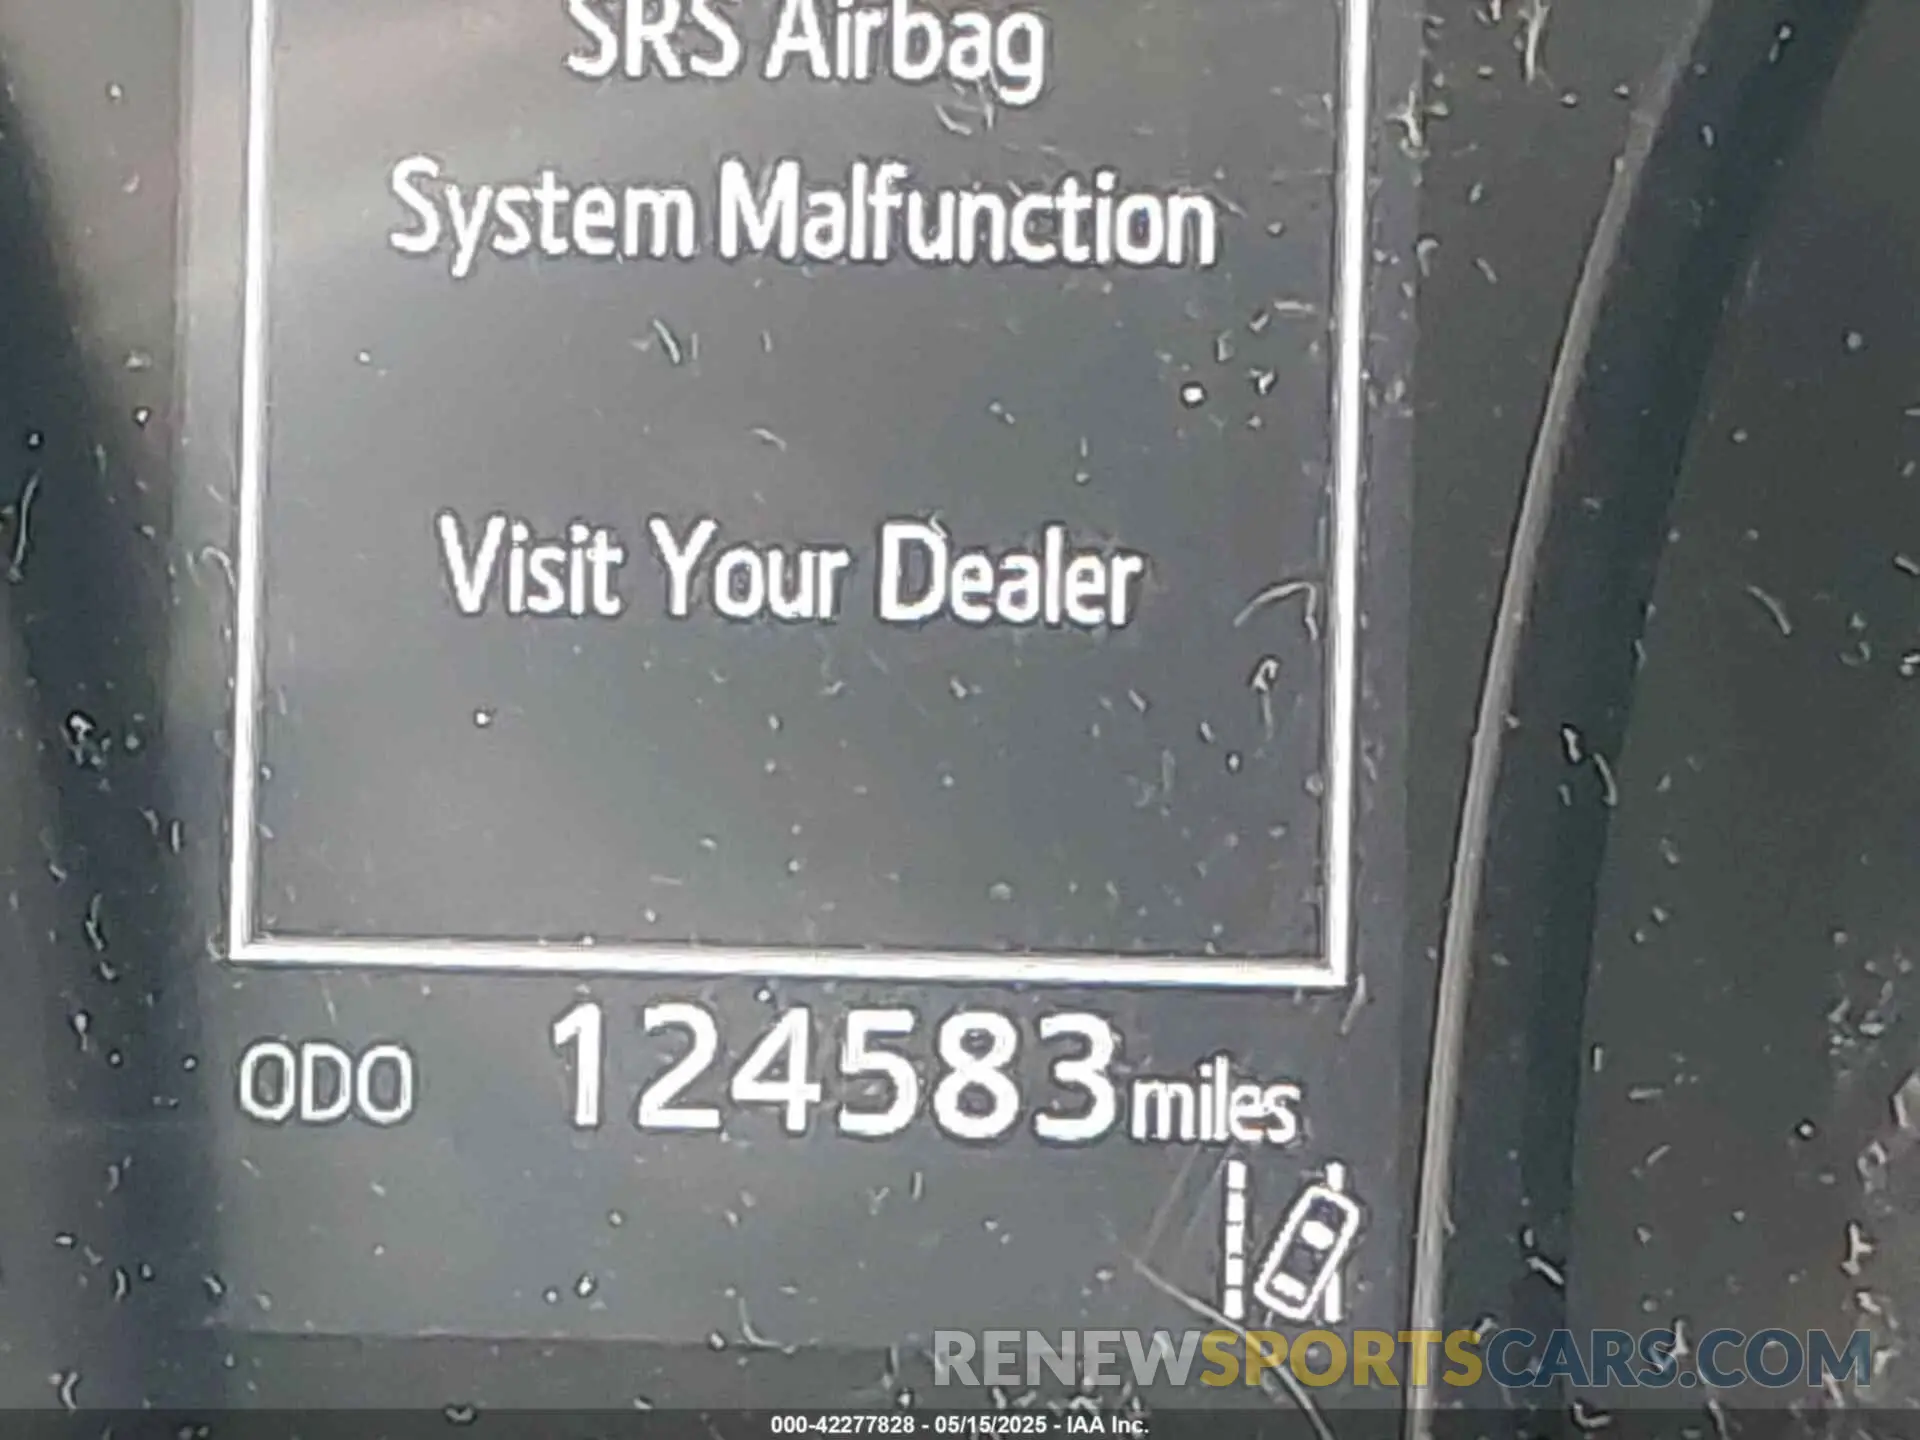 SRS Airbag
System Malfunction
Visit Your Dealer
ODO 124583 miles
RENEWSPORTSCARS.COM
000-42277828 - 05/15/2025 - IAA Inc.